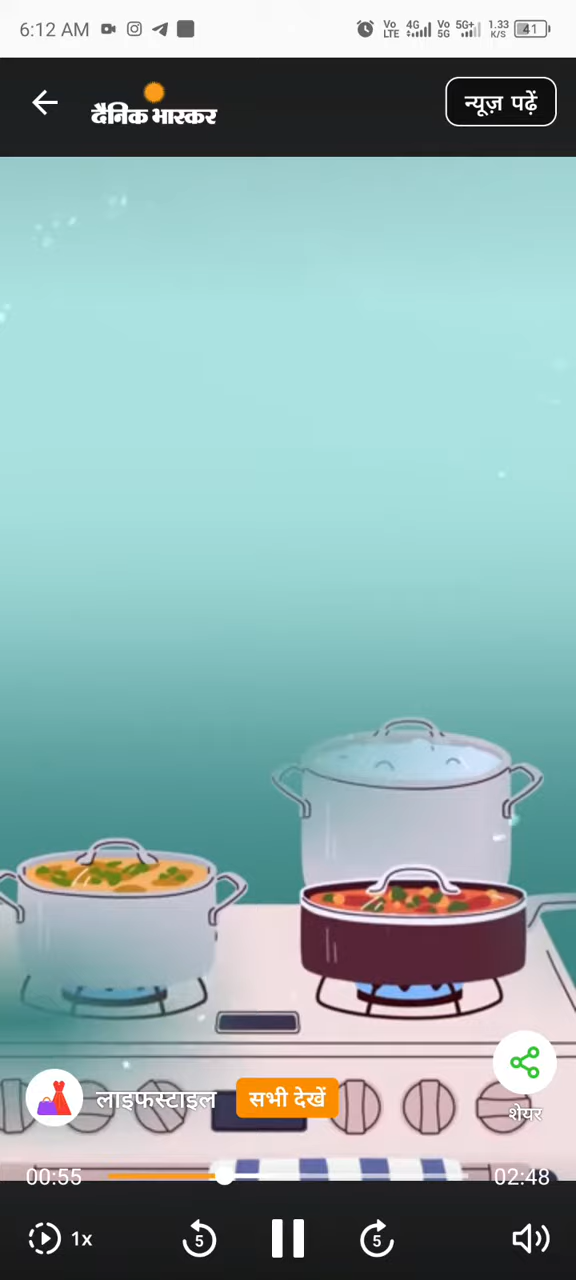 6:12 AM Vo LTE 4G Vo 5G 5G+ 1.33 K/S 41
दैनिक भास्कर न्यूज़ पढ़ें
लाइफस्टाइल सभी देखें शेयर
00:55 02:48
1x 5 5